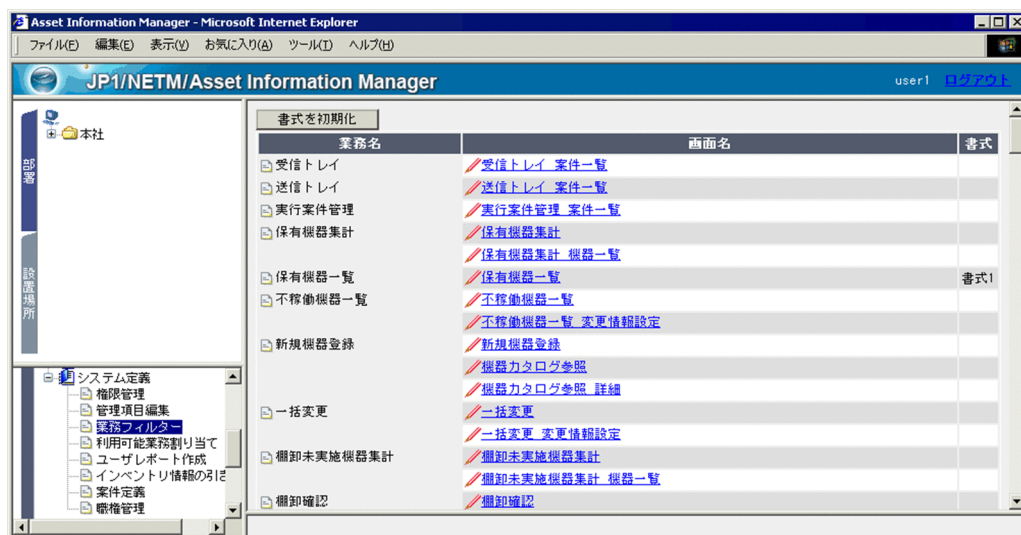 Asset Information Manager - Microsoft Internet Explorer
ファイル(F) 編集(E) 表示(V) お気に入り(A) ツール(T) ヘルプ(H)
JP1/NETM/Asset Information Manager
user1 ログアウト
部署
設置場所
本社
システム定義
権限管理
管理項目編集
業務フィルター
利用可能業務割り当て
ユーザレポート作成
インベントリ情報の引き
案件定義
職権管理
書式を初期化
業務名 画面名 書式
受信トレイ 受信トレイ 案件一覧
送信トレイ 送信トレイ 案件一覧
実行案件管理 実行案件管理 案件一覧
保有機器集計 保有機器集計
保有機器集計 機器一覧
保有機器一覧 保有機器一覧 書式1
不稼働機器一覧 不稼働機器一覧
不稼働機器一覧 変更情報設定
新規機器登録 新規機器登録
機器カタログ参照
機器カタログ参照 詳細
一括変更 一括変更
一括変更 変更情報設定
棚卸未実施機器集計 棚卸未実施機器集計
棚卸未実施機器集計 機器一覧
棚卸確認 棚卸確認